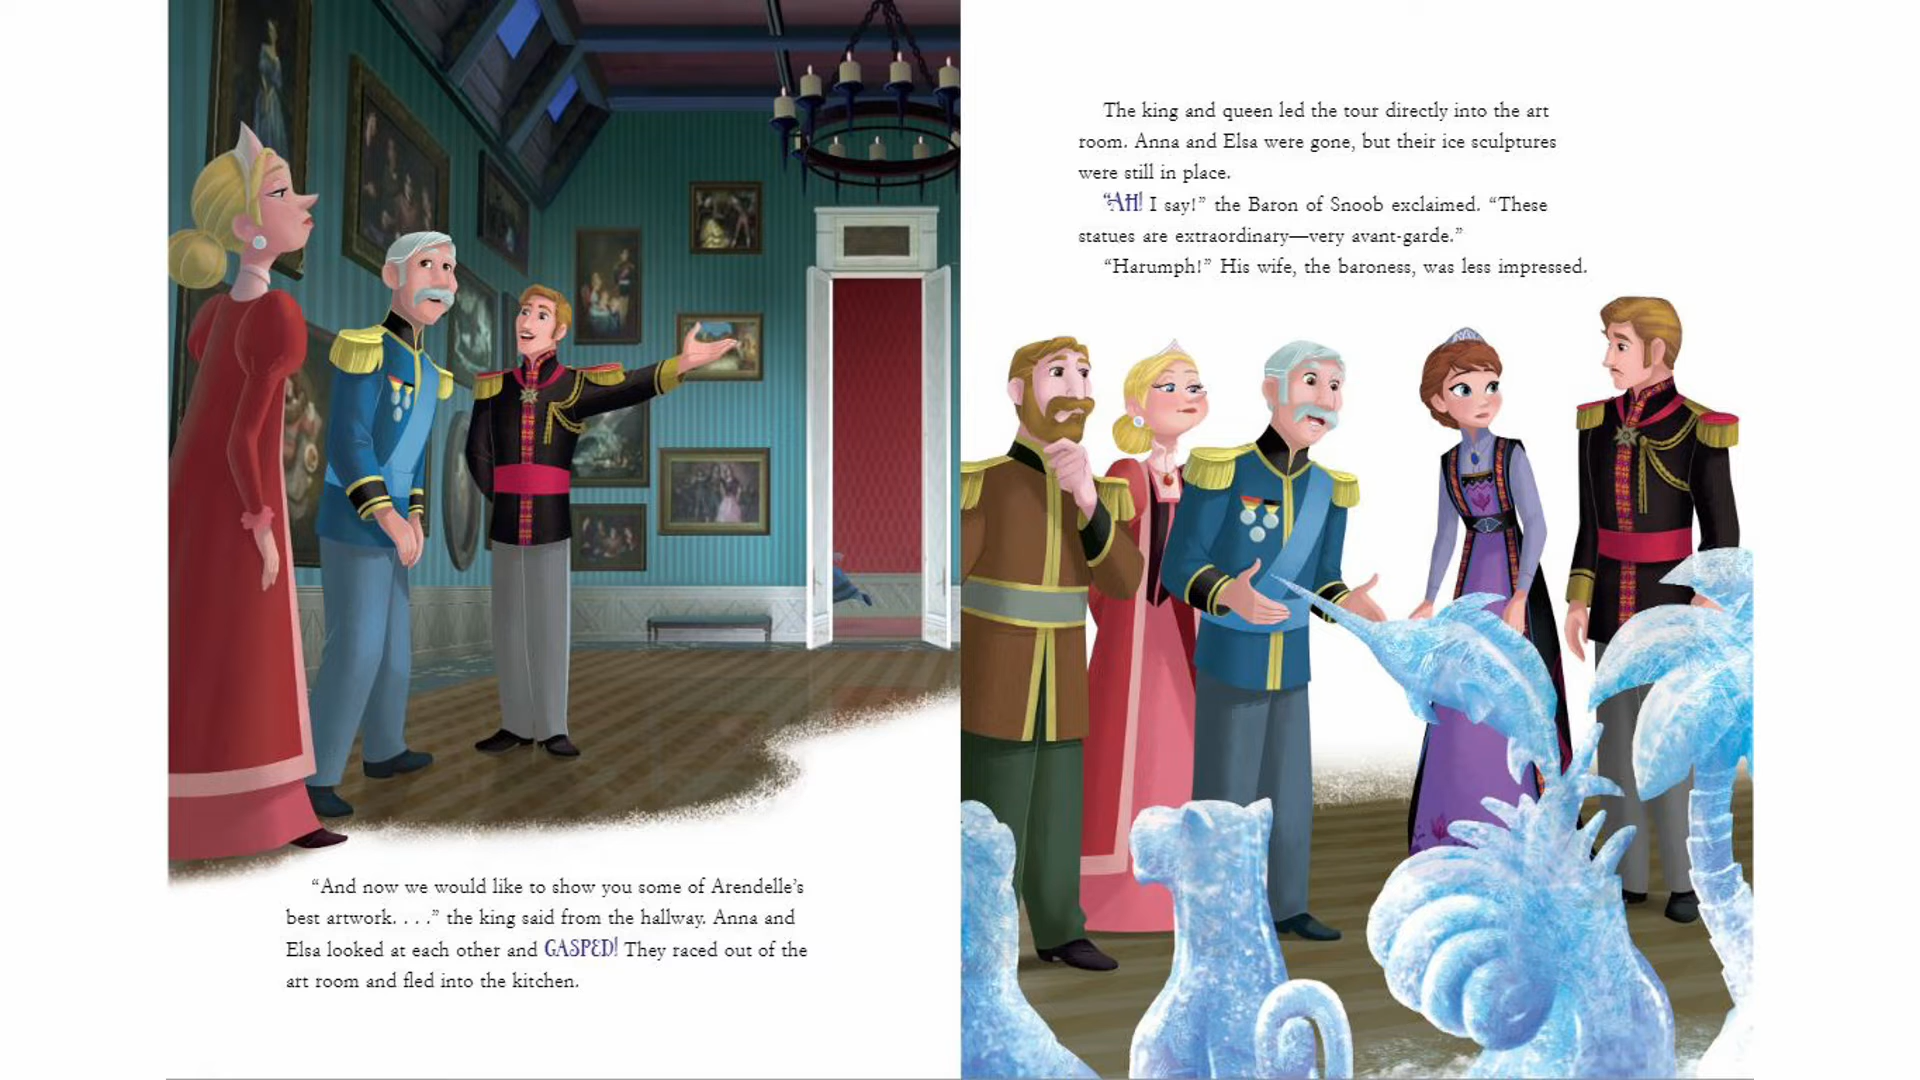 “And now we would like to show you some of Arendelle’s
best artwork. . . .” the king said from the hallway. Anna and
Elsa looked at each other and GASPED! They raced out of the
art room and fled into the kitchen.
The king and queen led the tour directly into the art
room. Anna and Elsa were gone, but their ice sculptures
were still in place.
“AH! I say!” the Baron of Snoob exclaimed. “These
statues are extraordinary—very avant-garde.”
“Harumph!” His wife, the baroness, was less impressed.